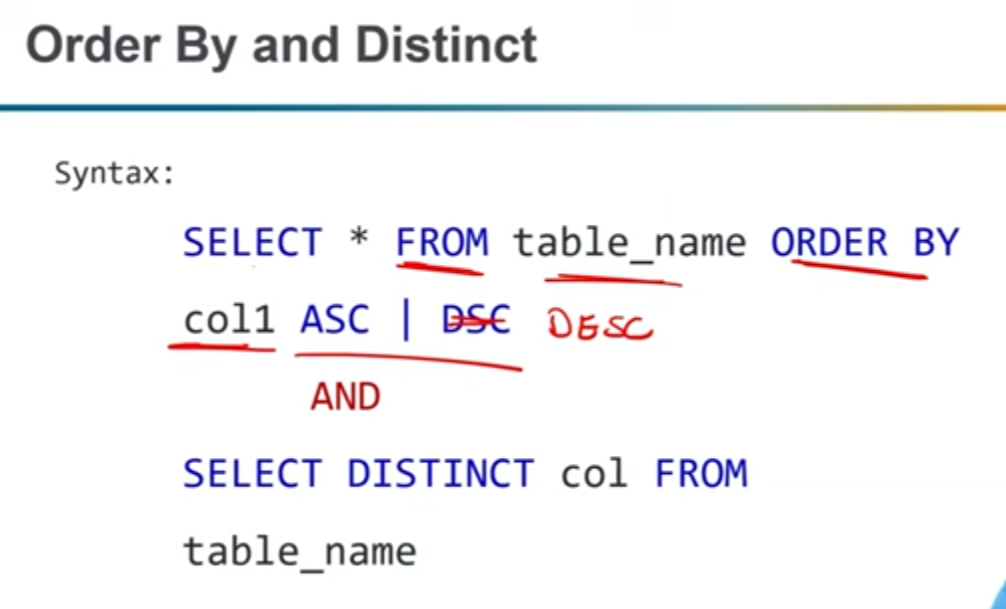 Order By and Distinct
Syntax:
SELECT * FROM table_name ORDER BY
col1 ASC | DSC DESC
AND
SELECT DISTINCT col FROM
table_name